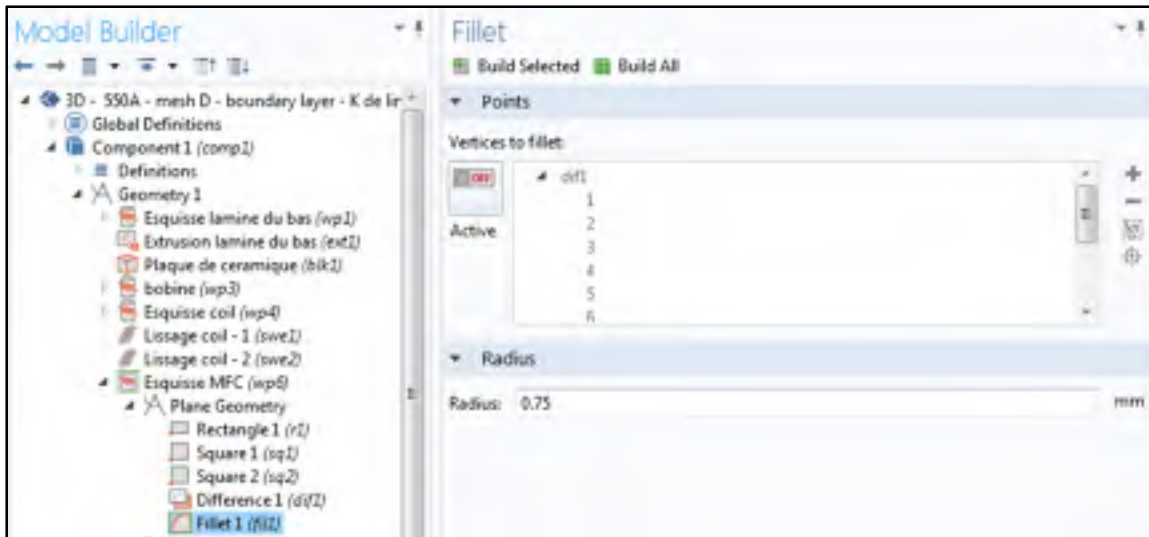 Model Builder
3D - 550A - mesh D - boundary layer - K de lir
Global Definitions
Component 1 (comp1)
Definitions
Geometry 1
Esquisse lamine du bas (wp1)
Extrusion lamine du bas (ext1)
Plaque de ceramique (blk1)
bobine (wp3)
Esquisse coil (wp4)
Lissage coil - 1 (swe1)
Lissage coil - 2 (swe2)
Esquisse MFC (wp6)
Plane Geometry
Rectangle 1 (r1)
Square 1 (sq1)
Square 2 (sq2)
Difference 1 (dif1)
Fillet 1 (fil1)
Fillet
Build Selected Build All
Points
Vertices to fillet:
OFF
Active
dif1
1
2
3
4
5
6
Radius
Radius: 0.75 mm